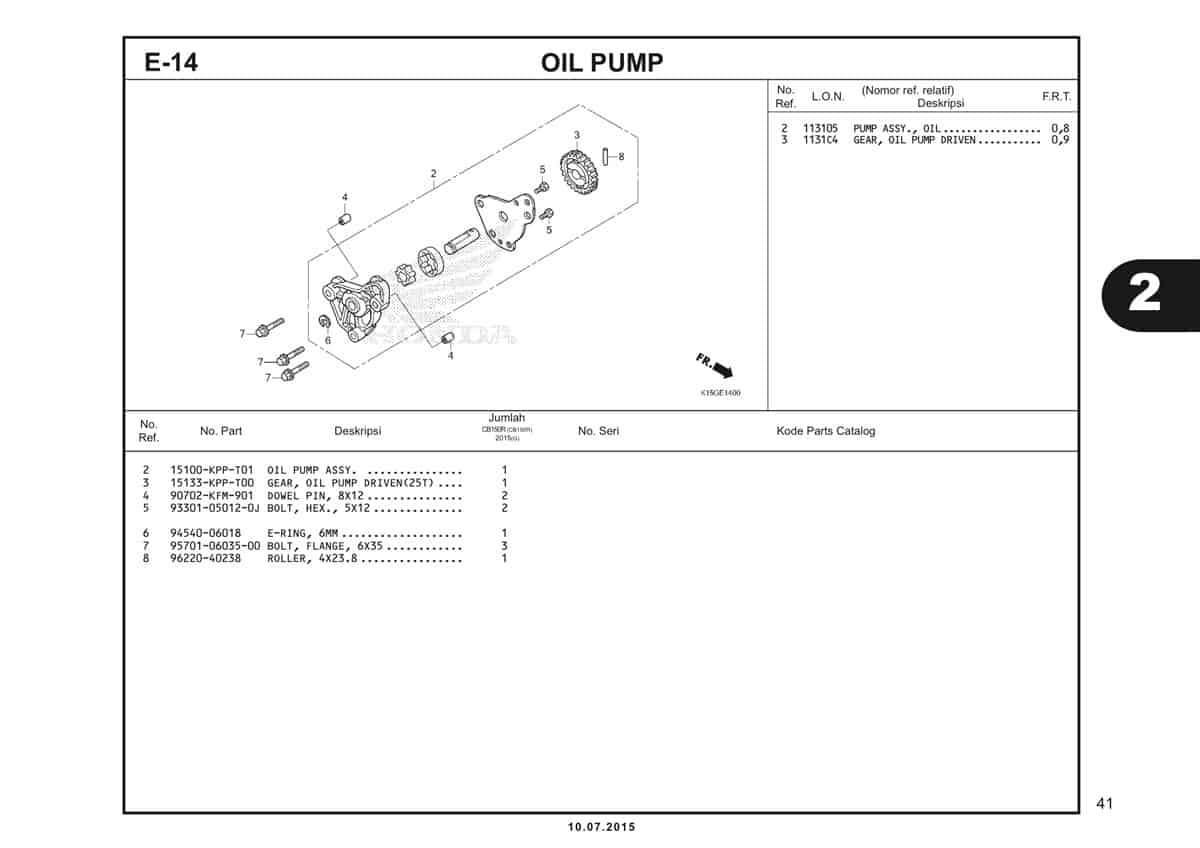 E-14
OIL PUMP
No. Ref. L.O.N. (Nomor ref. relatif) Deskripsi F.R.T.
2 113105 PUMP ASSY., OIL................. 0,8
3 1131C4 GEAR, OIL PUMP DRIVEN........... 0,9
3
8
5
2
4
5
7
6
7
4
7
HONDA
FR.
K15GE1400
2
No. Ref. No. Part Deskripsi Jumlah CB150R (CB150R) 2015(G) No. Seri Kode Parts Catalog
2 15100-KPP-T01 OIL PUMP ASSY. ............... 1
3 15133-KPP-T00 GEAR, OIL PUMP DRIVEN(25T) .... 1
4 90702-KFM-901 DOWEL PIN, 8X12............... 2
5 93301-05012-0J BOLT, HEX., 5X12.............. 2
6 94540-06018 E-RING, 6MM................... 1
7 95701-06035-00 BOLT, FLANGE, 6X35............ 3
8 96220-40238 ROLLER, 4X23.8................ 1
41
10.07.2015